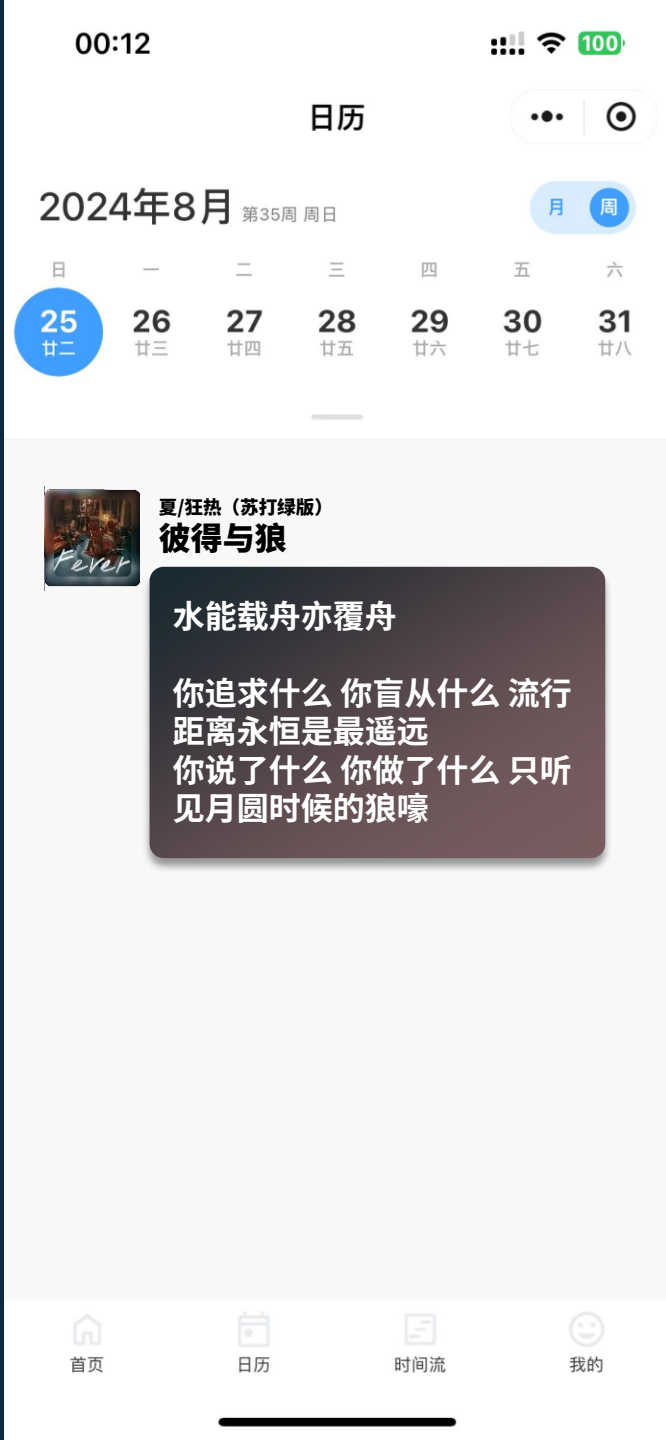 00:12
100
日历
2024年8月 第35周 周日
月 周
日 一 二 三 四 五 六
25 26 27 28 29 30 31
廿二 廿三 廿四 廿五 廿六 廿七 廿八
Fever
夏/狂热（苏打绿版）
彼得与狼
水能载舟亦覆舟
你追求什么 你盲从什么 流行
距离永恒是最遥远
你说了什么 你做了什么 只听
见月圆时候的狼嚎
首页 日历 时间流 我的